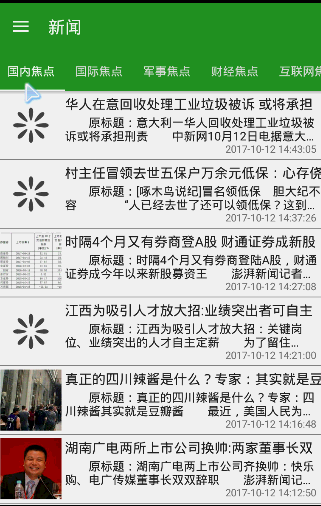 新闻
国内焦点 国际焦点 军事焦点 财经焦点 互联网焦
华人在意回收处理工业垃圾被诉 或将承担
原标题：意大利一华人回收处理工业垃圾被
诉或将承担刑责 中新网10月12日电据意大...
2017-10-12 14:43:05
村主任冒领去世五保户万余元低保：心存侥
原题：[啄木鸟说纪]冒名领低保 胆大纪不
容 “人已经去世了还可以领低保？这到...
2017-10-12 14:37:26
时隔4个月又有券商登A股 财通证券成新股
原标题：时隔4个月又有券商登陆A股，财通
证券成今年以来新股募资王 澎湃新闻记者...
2017-10-12 14:27:08
江西为吸引人才放大招:业绩突出者可自主
原标题：江西为吸引人才放大招：关键岗
位、业绩突出的人才自主定薪 为了留住...
2017-10-12 14:21:00
真正的四川辣酱是什么？专家：其实就是豆
原标题：真正的四川辣酱是什么？专家：四
川辣酱其实就是豆瓣酱 最近，美国人民为...
2017-10-12 14:16:48
湖南广电两所上市公司换帅:两家董事长双
原标题：湖南广电两上市公司齐换帅：快乐
购、电广传媒董事长双双辞职 澎湃新闻记...
2017-10-12 14:12:50